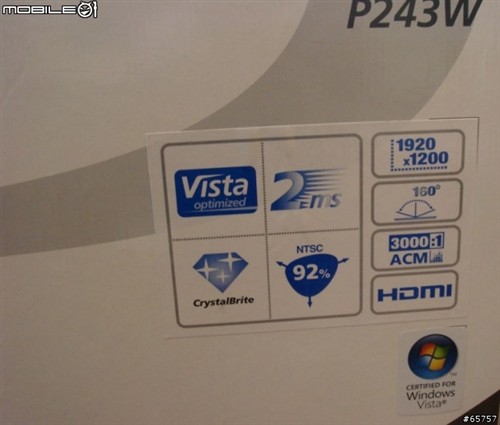 MOBILE01
P243W
Vista
optimized
2ms
1920
x1200
160°
3000:1
ACM
CrystalBrite
NTSC
92%
HDMI
CERTIFIED FOR
Windows
Vista®
#65757